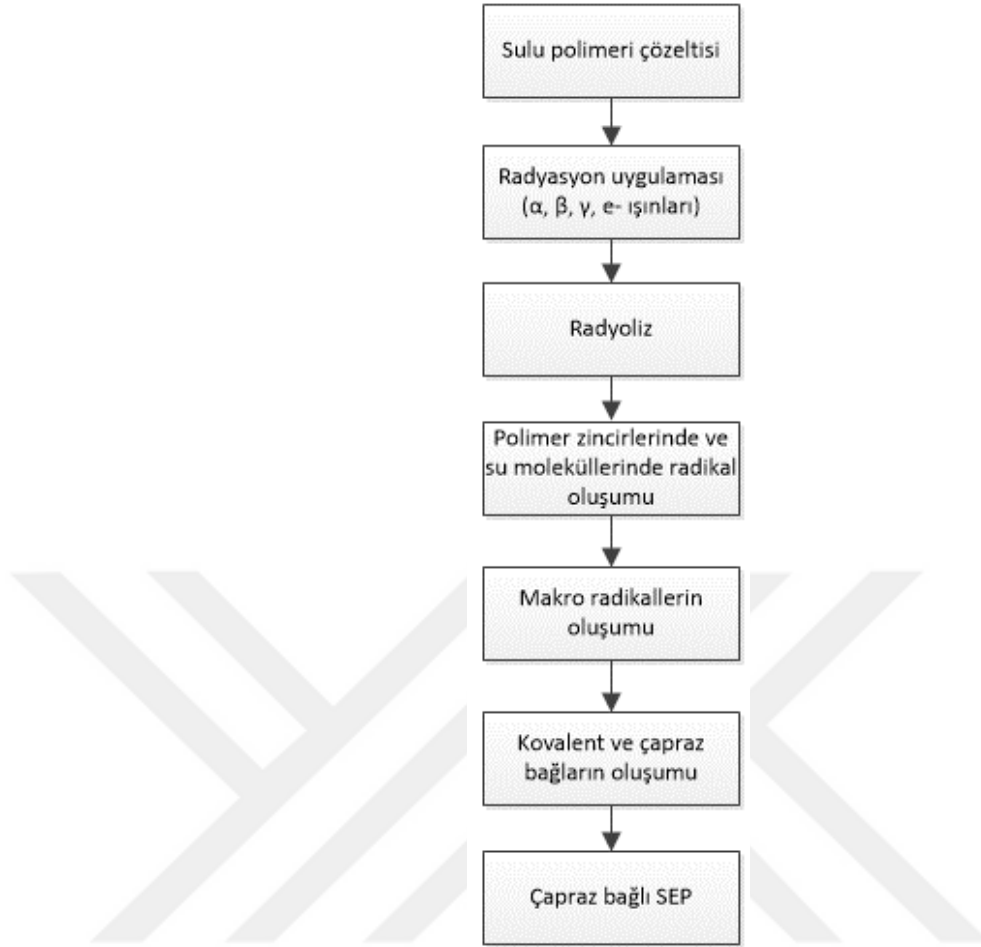 Sulu polimeri çözeltisi
Radyasyon uygulaması
(α, β, γ, e- ışınları)
Radyoliz
Polimer zincirlerinde ve
su moleküllerinde radikal
oluşumu
Makro radikallerin
oluşumu
Kovalent ve çapraz
bağların oluşumu
Çapraz bağlı SEP